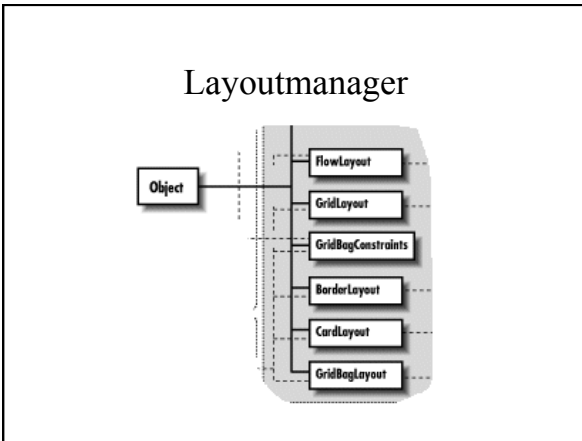 Layoutmanager
FlowLayout
Object
GridLayout
GridBagConstraints
BorderLayout
CardLayout
GridBagLayout